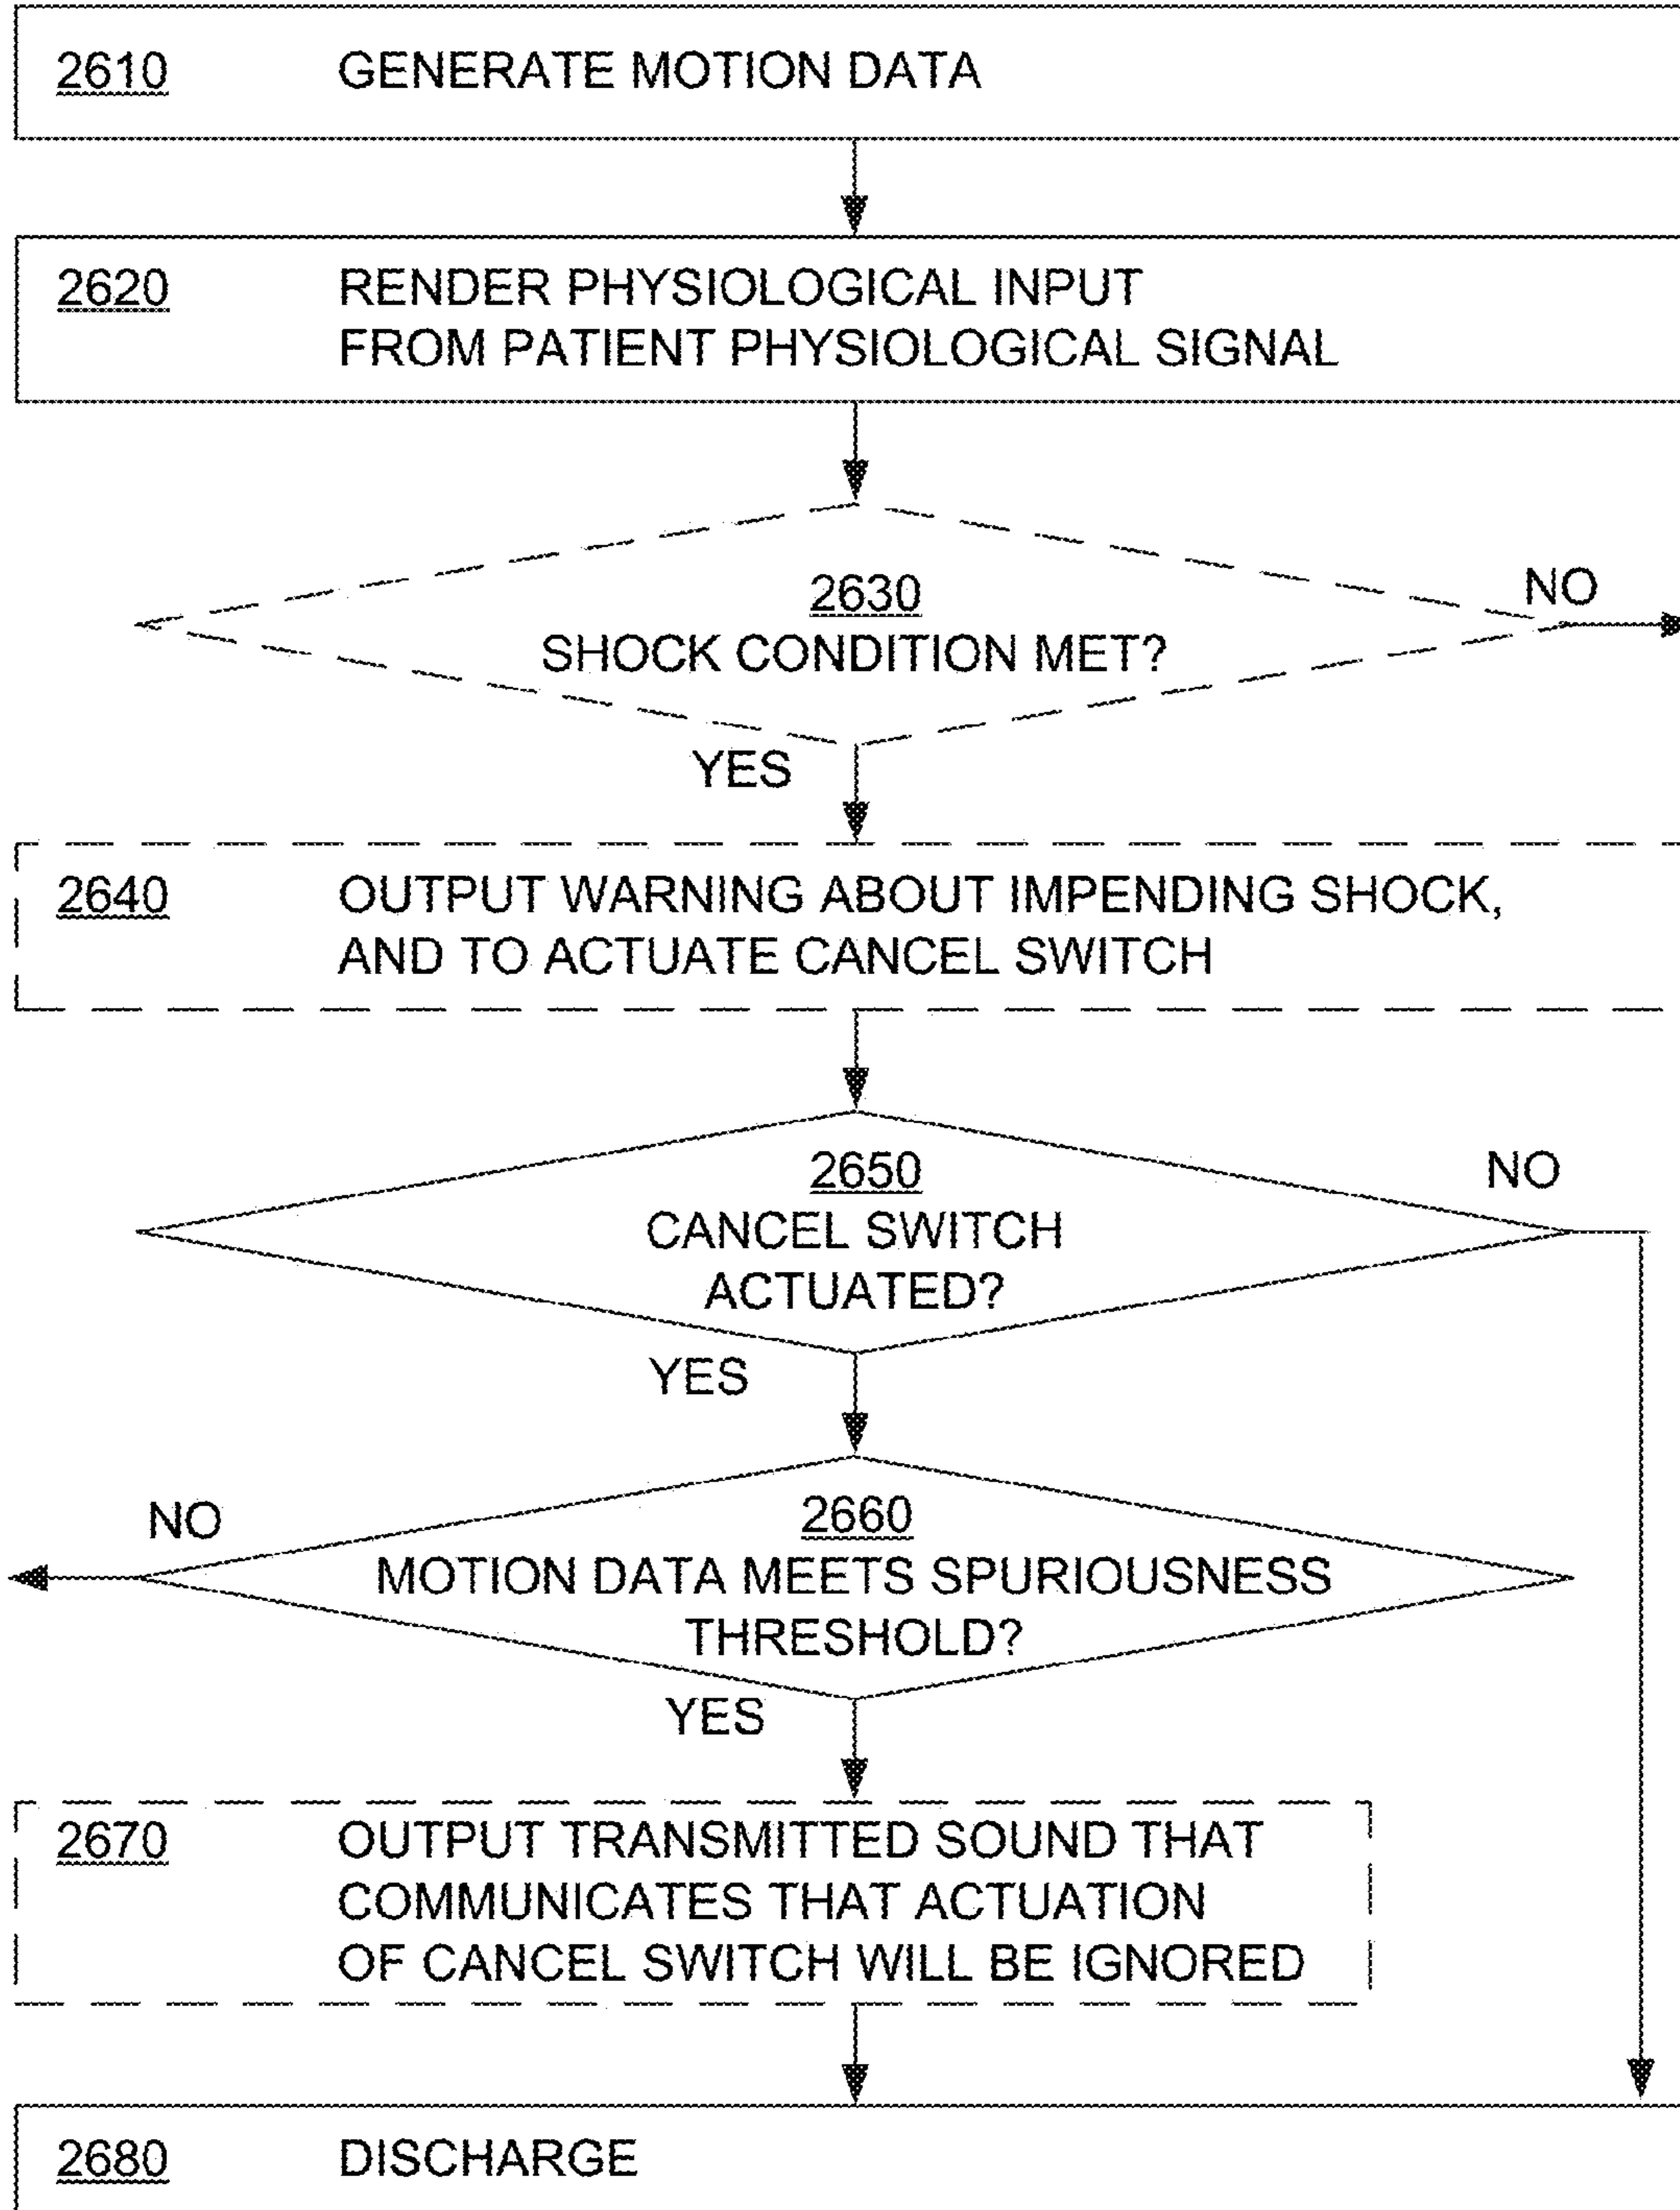 2610 GENERATE MOTION DATA
2620 RENDER PHYSIOLOGICAL INPUT
FROM PATIENT PHYSIOLOGICAL SIGNAL
2630
NO
SHOCK CONDITION MET?
YES
2640 OUTPUT WARNING ABOUT IMPENDING SHOCK,
AND TO ACTUATE CANCEL SWITCH
2650
NO
CANCEL SWITCH
ACTUATED?
YES
2660
NO
MOTION DATA MEETS SPURIOUSNESS
THRESHOLD?
YES
2670 OUTPUT TRANSMITTED SOUND THAT
COMMUNICATES THAT ACTUATION
OF CANCEL SWITCH WILL BE IGNORED
2680 DISCHARGE